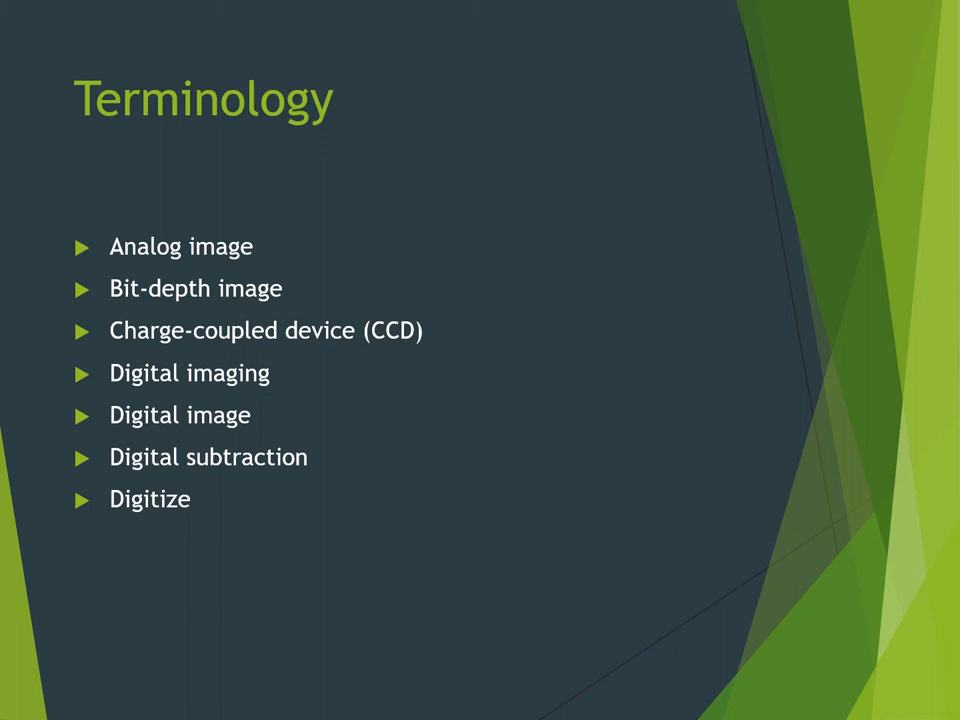 Terminology
Analog image
Bit-depth image
Charge-coupled device (CCD)
Digital imaging
Digital image
Digital subtraction
Digitize